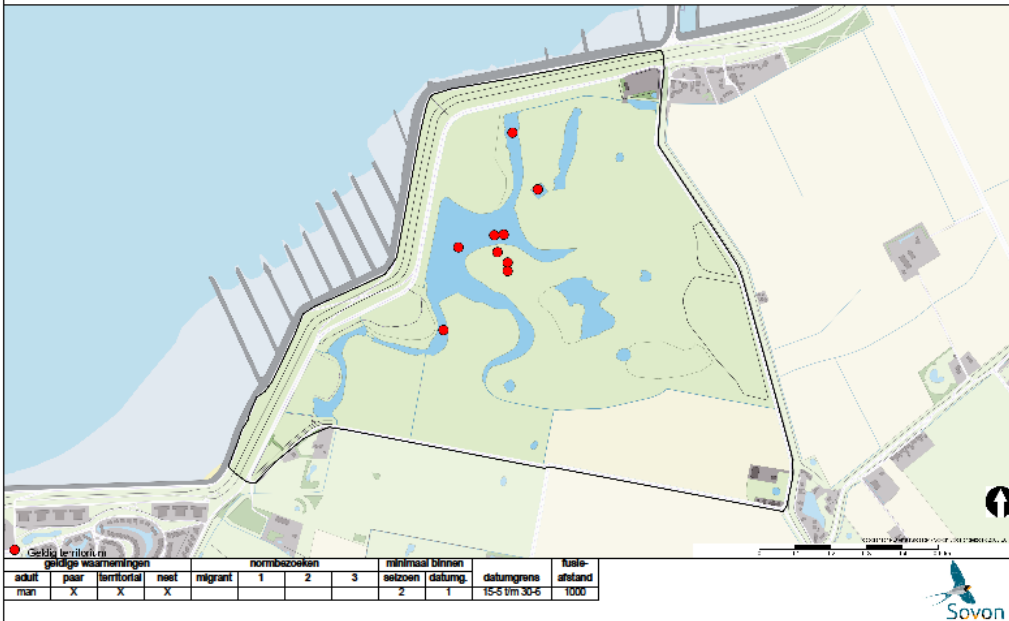 Geldig territorium
geldige waarnemingen normbezoeken minimaal binnen fusie-
adult paar territorial nest migrant 1 2 3 seizoen datumg. datumgrens afstand
man X X X 2 1 15-5 t/m 30-6 1000
Sovon